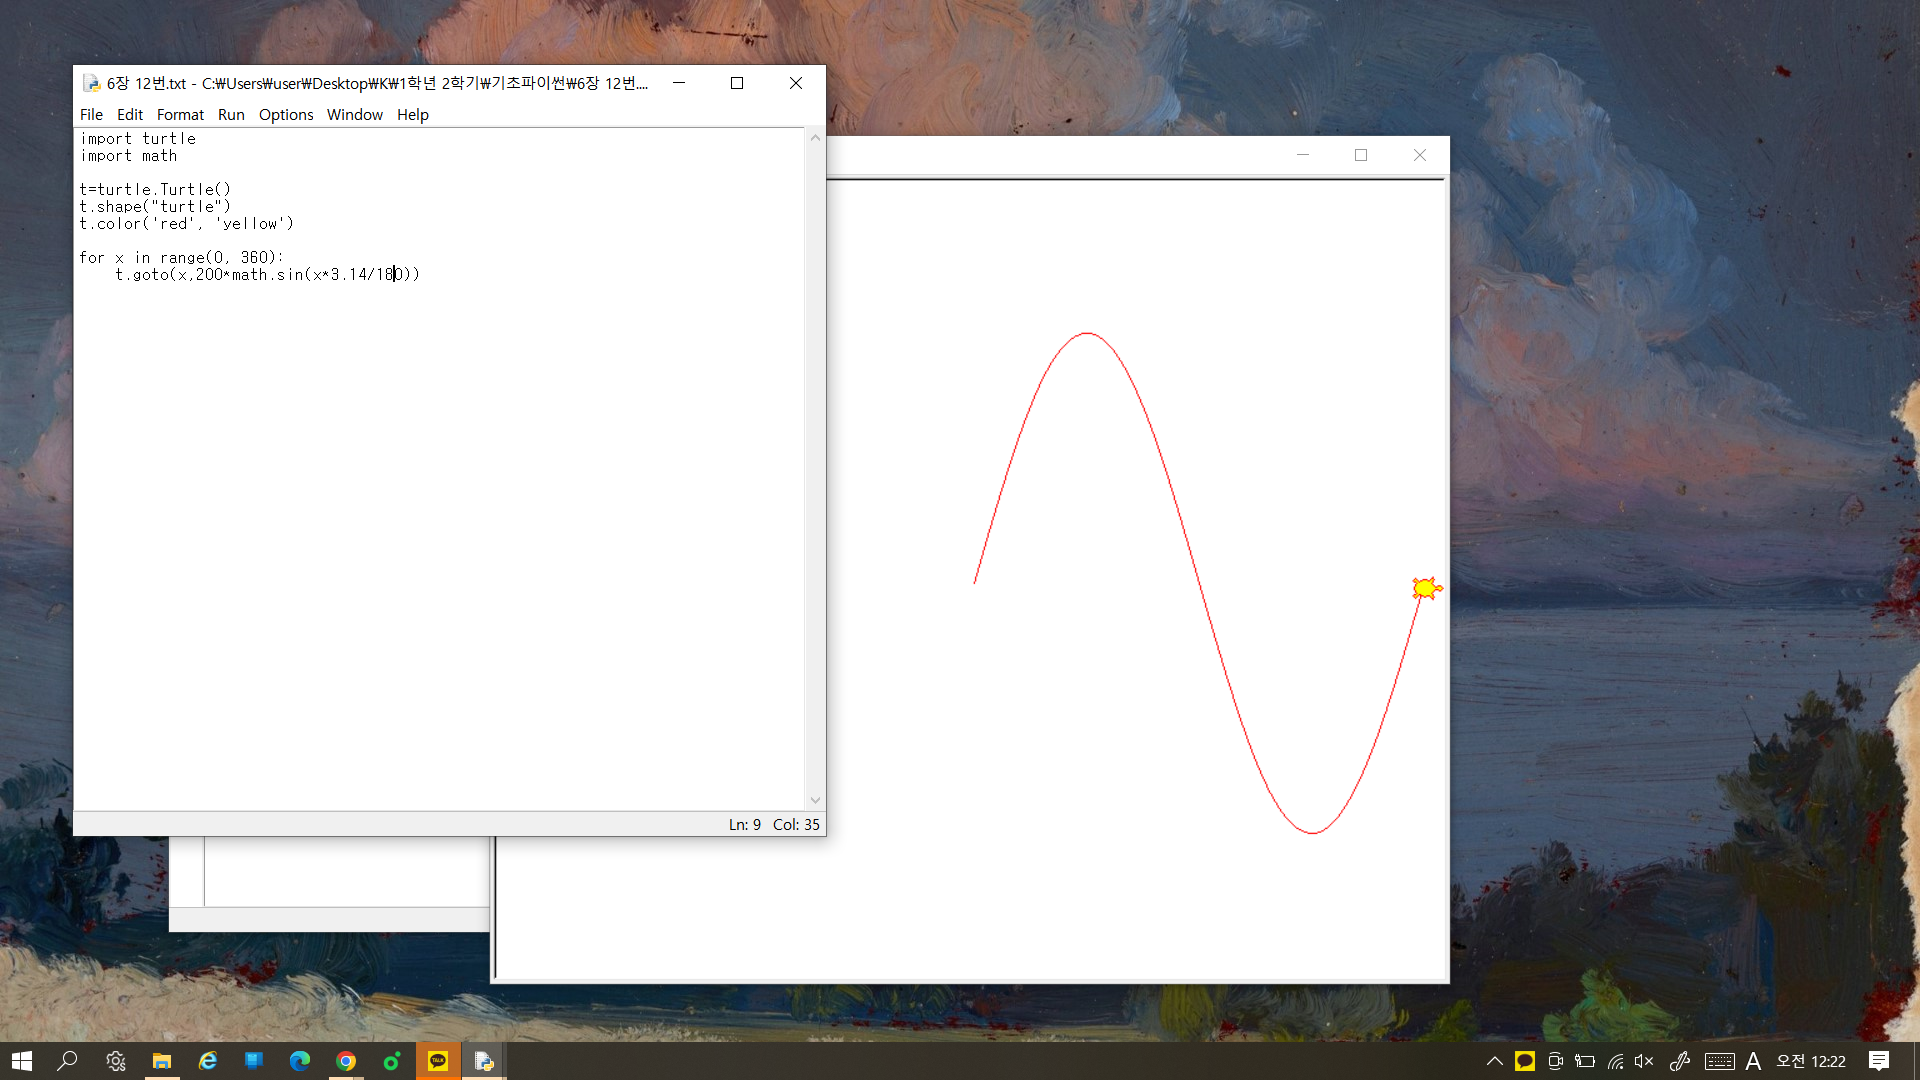 6장 12번.txt - C:₩Users₩user₩Desktop₩K₩1학년 2학기₩기초파이썬₩6장 12번....
File Edit Format Run Options Window Help
import turtle
import math
t=turtle.Turtle()
t.shape("turtle")
t.color('red', 'yellow')
for x in range(0, 360):
t.goto(x,200*math.sin(x*3.14/180))
Ln: 9 Col: 35
TALK
A 오전 12:22